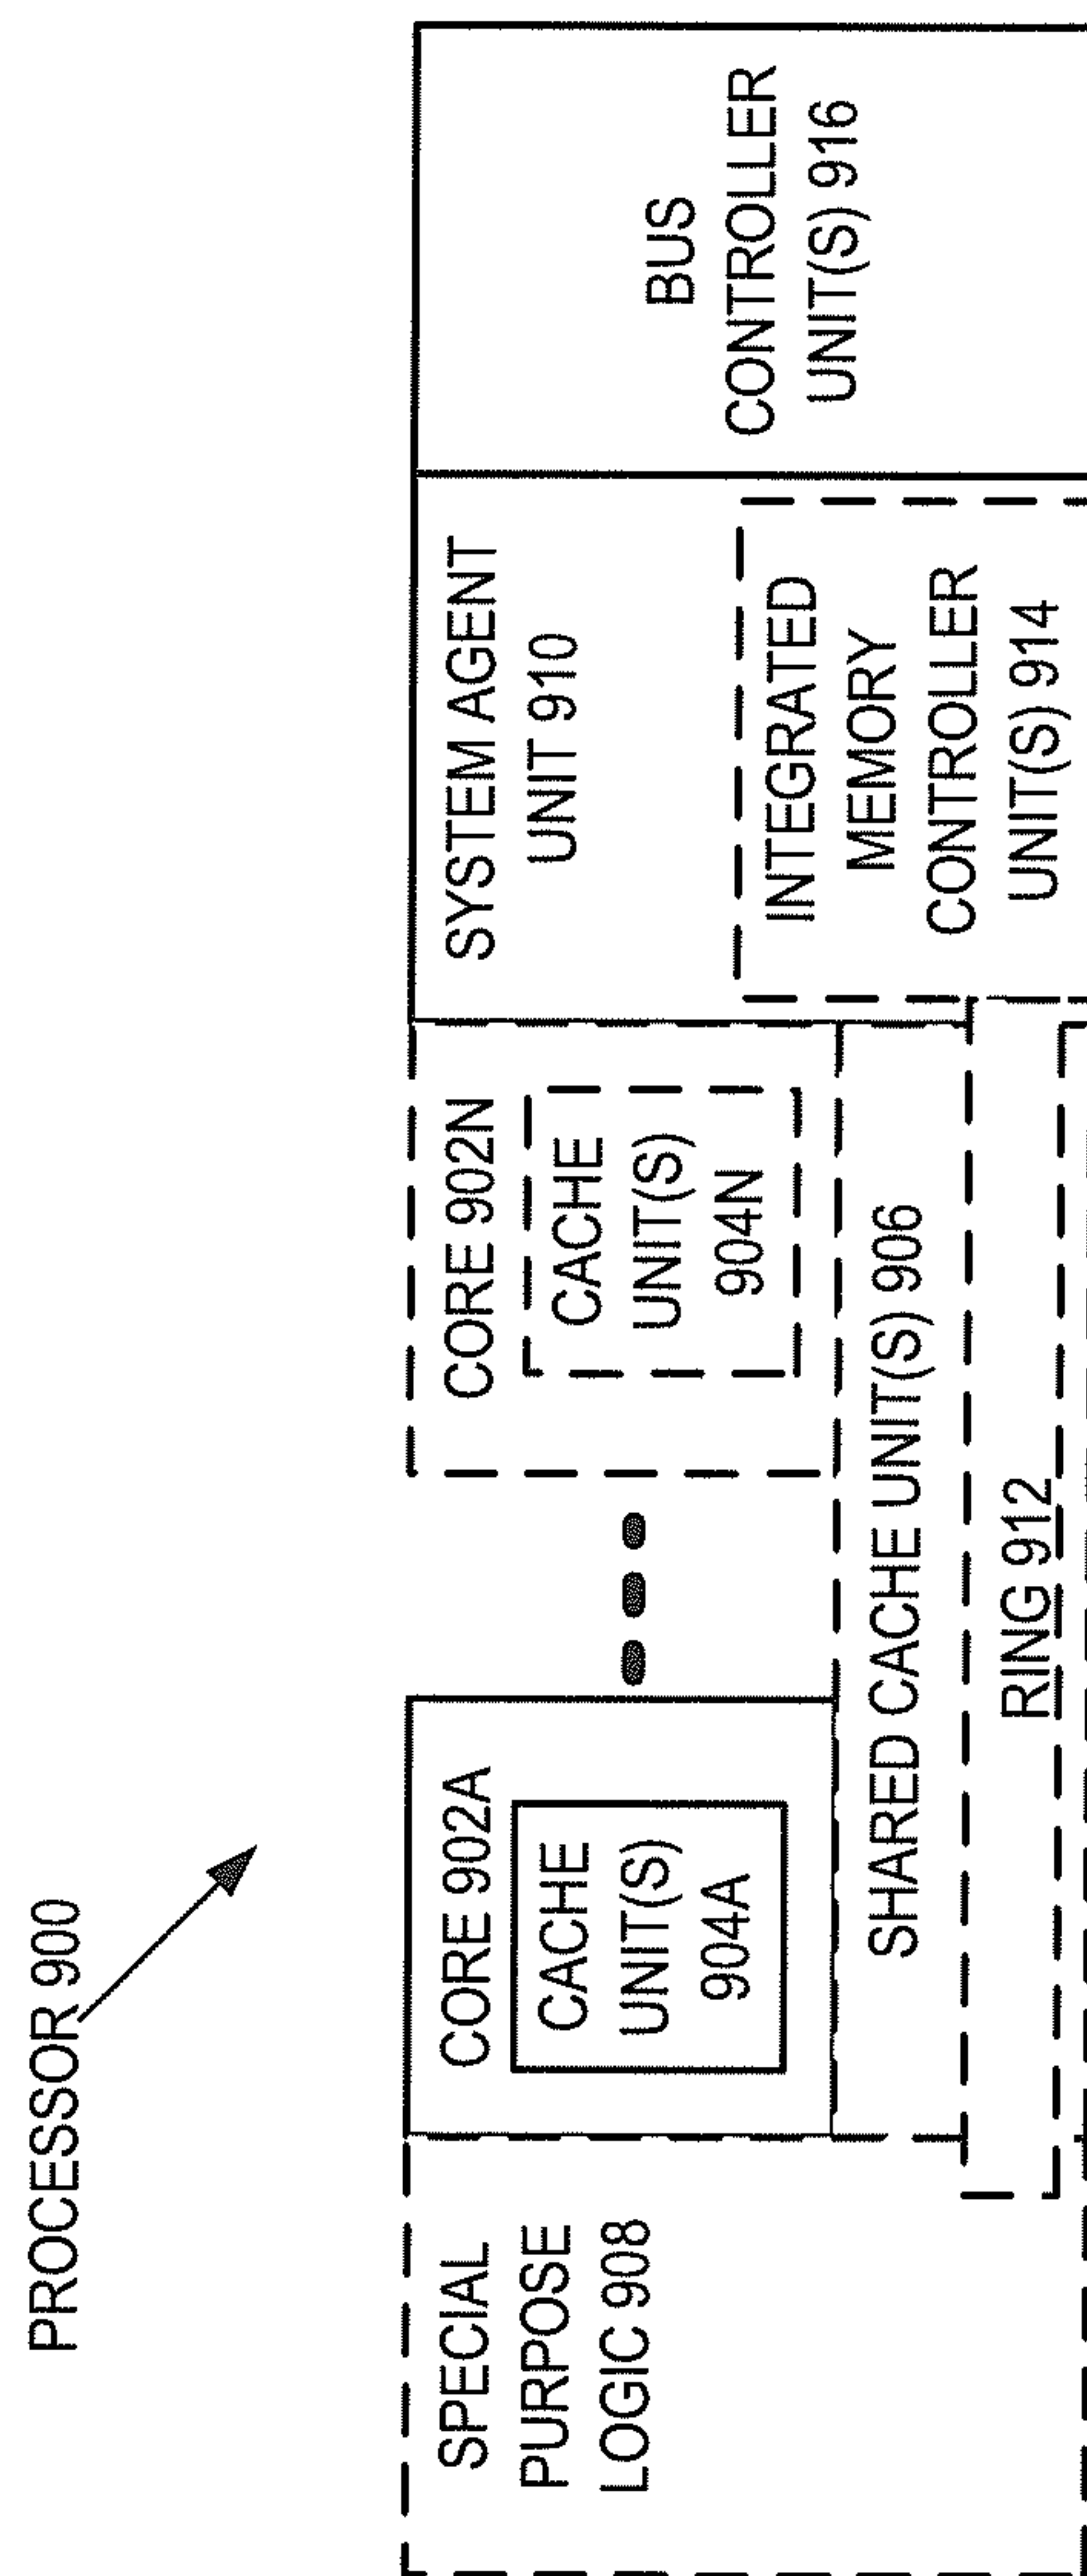 PROCESSOR 900
SPECIAL
PURPOSE
LOGIC 908
CORE 902A
CACHE
UNIT(S)
904A
CORE 902N
CACHE
UNIT(S)
904N
SHARED CACHE UNIT(S) 906
RING 912
SYSTEM AGENT
UNIT 910
INTEGRATED
MEMORY
CONTROLLER
UNIT(S) 914
BUS
CONTROLLER
UNIT(S) 916